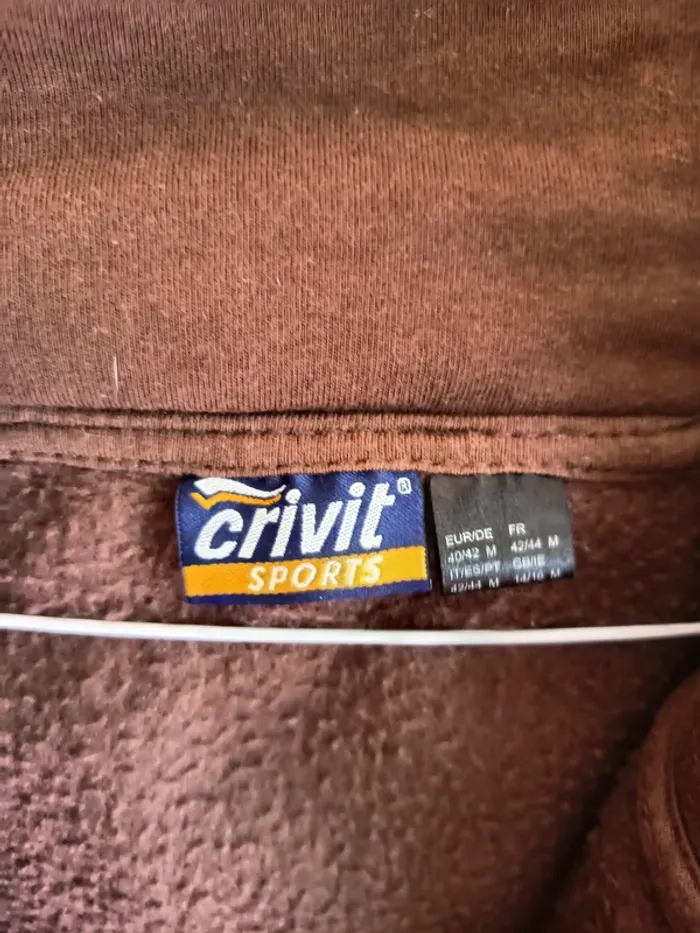 crivit®
SPORTS
EUR/DE FR
40/42 M 42/44 M
IT/ES/PT GB/IE
42/44 M 14/16 M